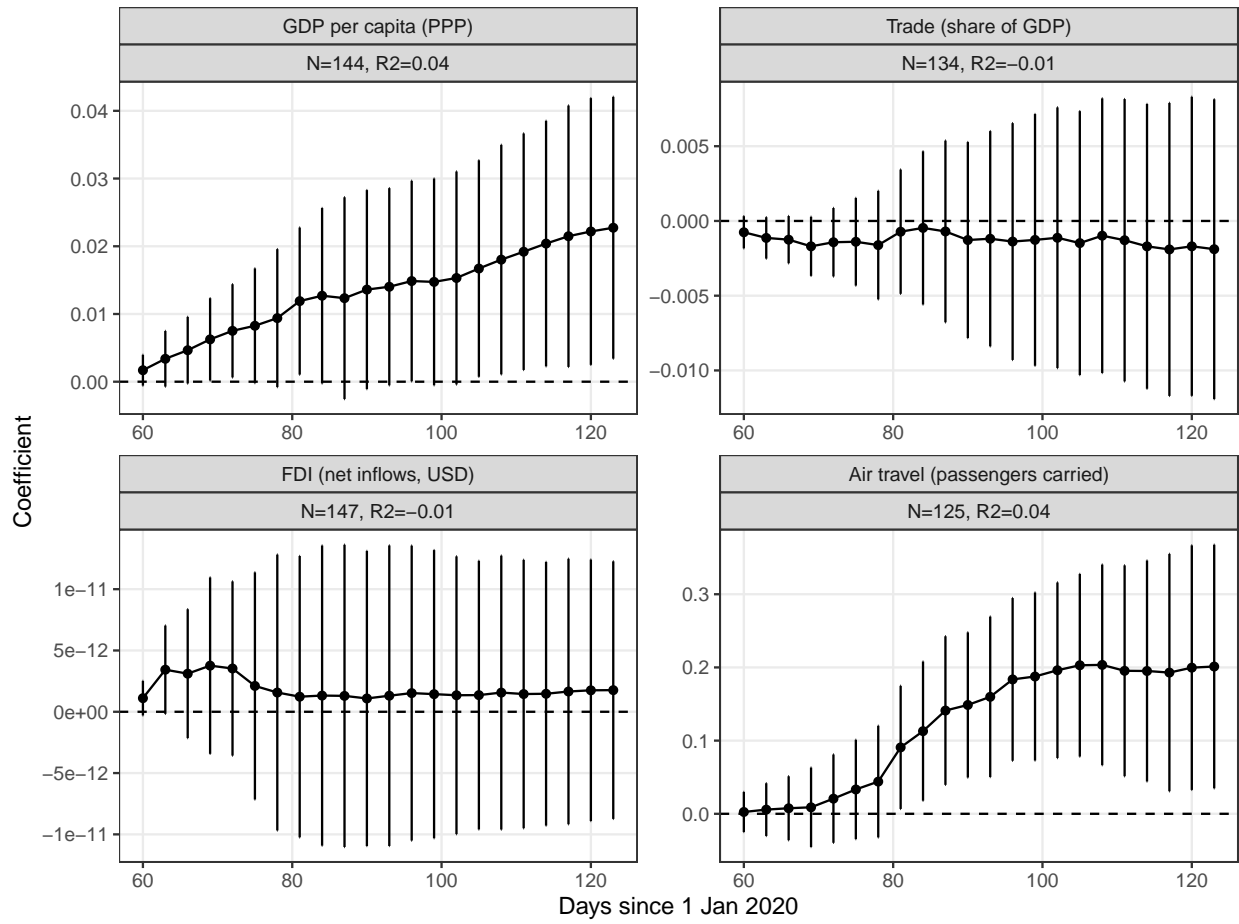 GDP per capita (PPP)
N=144, R2=0.04
0.04
0.03
0.02
0.01
0.00
60 80 100 120
Trade (share of GDP)
N=134, R2=−0.01
0.005
0.000
−0.005
−0.010
60 80 100 120
FDI (net inflows, USD)
N=147, R2=−0.01
1e−11
5e−12
0e+00
−5e−12
−1e−11
60 80 100 120
Air travel (passengers carried)
N=125, R2=0.04
0.3
0.2
0.1
0.0
60 80 100 120
Coefficient
Days since 1 Jan 2020